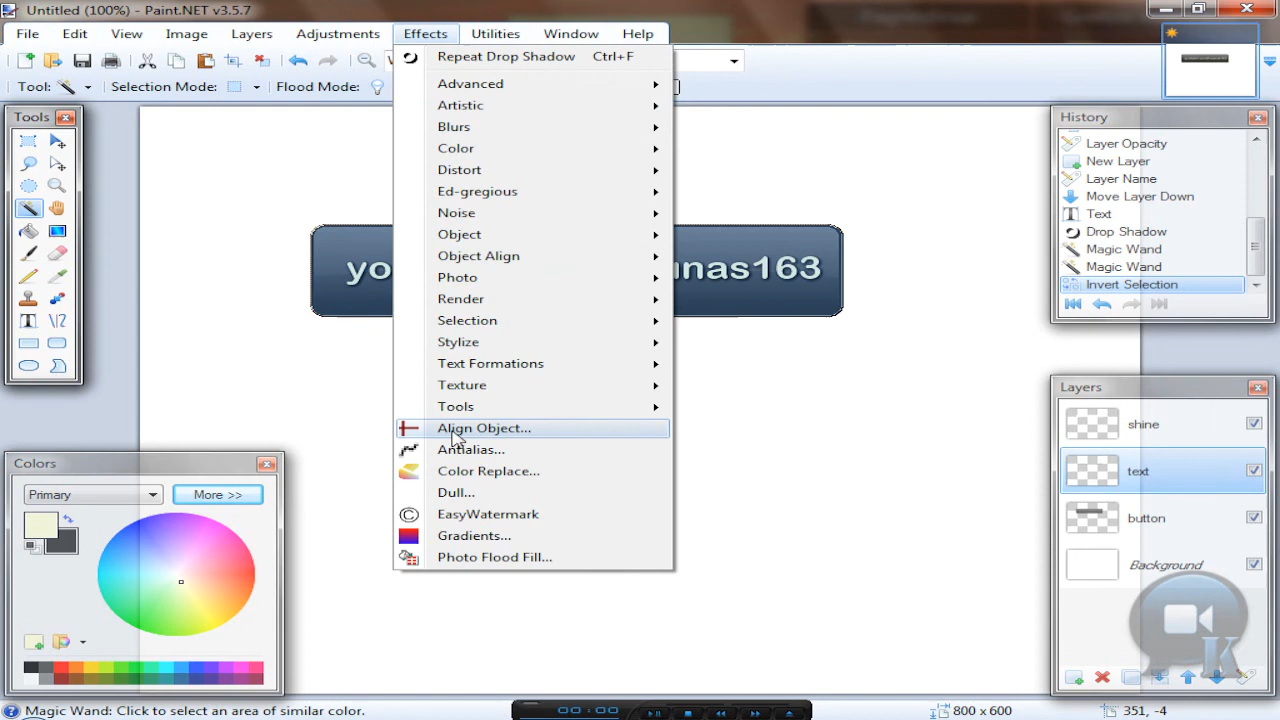 Untitled (100%) - Paint.NET v3.5.7
File Edit View Image Layers Adjustments Effects Utilities Window Help
Tool: Selection Mode: Flood Mode:
Repeat Drop Shadow Ctrl+F
Advanced
Artistic
Blurs
Color
Distort
Ed-gregious
Noise
Object
Object Align
Photo
Render
Selection
Stylize
Text Formations
Texture
Tools
Align Object...
Antialias...
Color Replace...
Dull...
EasyWatermark
Gradients...
Photo Flood Fill...
Tools
yo unas163
History
Layer Opacity
New Layer
Layer Name
Move Layer Down
Text
Drop Shadow
Magic Wand
Magic Wand
Invert Selection
Layers
shine
text
button
Background
K
Colors
Primary
More >>
Magic Wand: Click to select an area of similar color.
00:00
800 x 600
351, -4